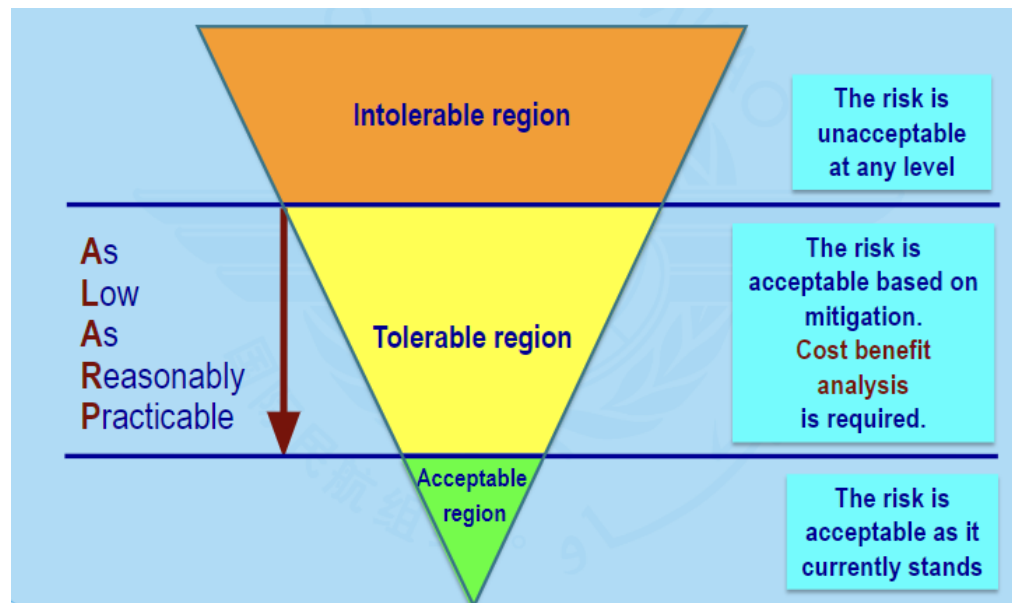 Intolerable region
The risk is
unacceptable
at any level
As
Low
As
Reasonably
Practicable
Tolerable region
The risk is
acceptable based on
mitigation.
Cost benefit
analysis
is required.
Acceptable
region
The risk is
acceptable as it
currently stands